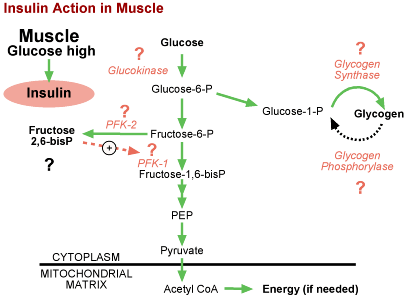 Insulin Action in Muscle
Muscle
Glucose high
Insulin
Glucose
?
Glucokinase
Glucose-6-P
Glucose-1-P
?
Glycogen
Synthase
Glycogen
Glycogen
Phosphorylase
?
?
PFK-2
Fructose
2,6-bisP
?
+
Fructose-6-P
?
PFK-1
Fructose-1,6-bisP
PEP
Pyruvate
CYTOPLASM
MITOCHONDRIAL
MATRIX
Acetyl CoA
Energy (if needed)